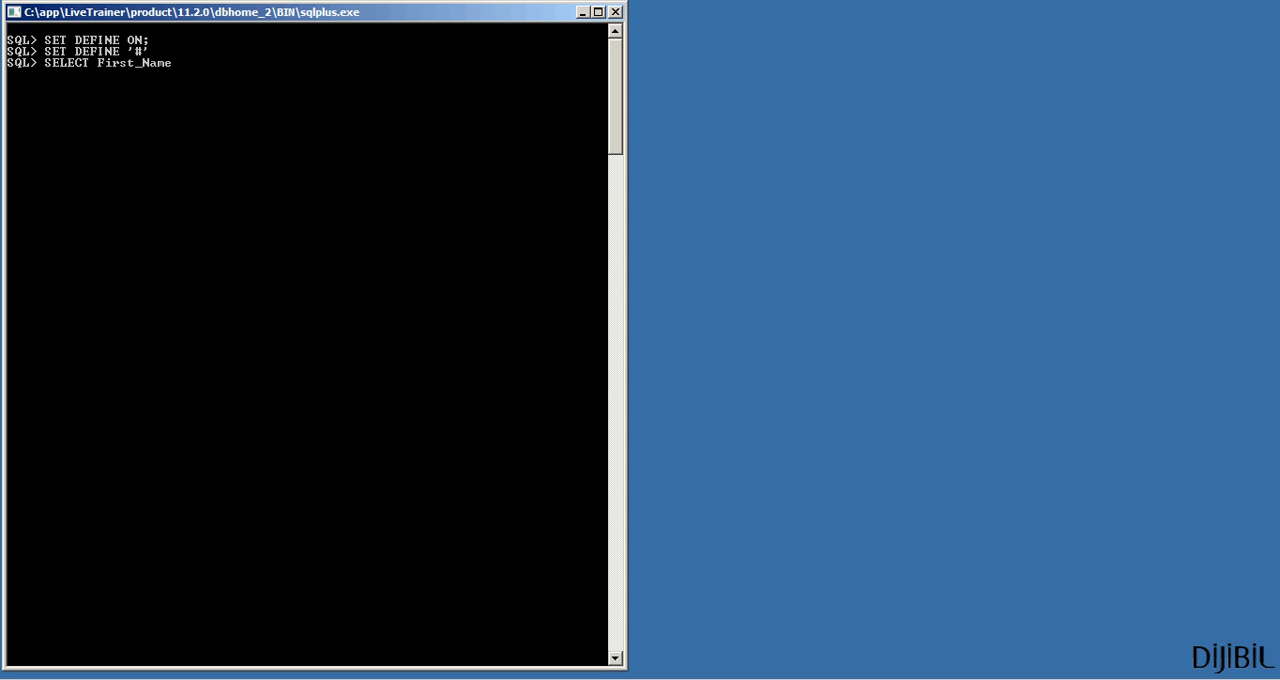 C:\app\LiveTrainer\product\11.2.0\dbhome_2\BIN\sqlplus.exe
SQL> SET DEFINE ON;
SQL> SET DEFINE '#'
SQL> SELECT First_Name
DiJiBiL